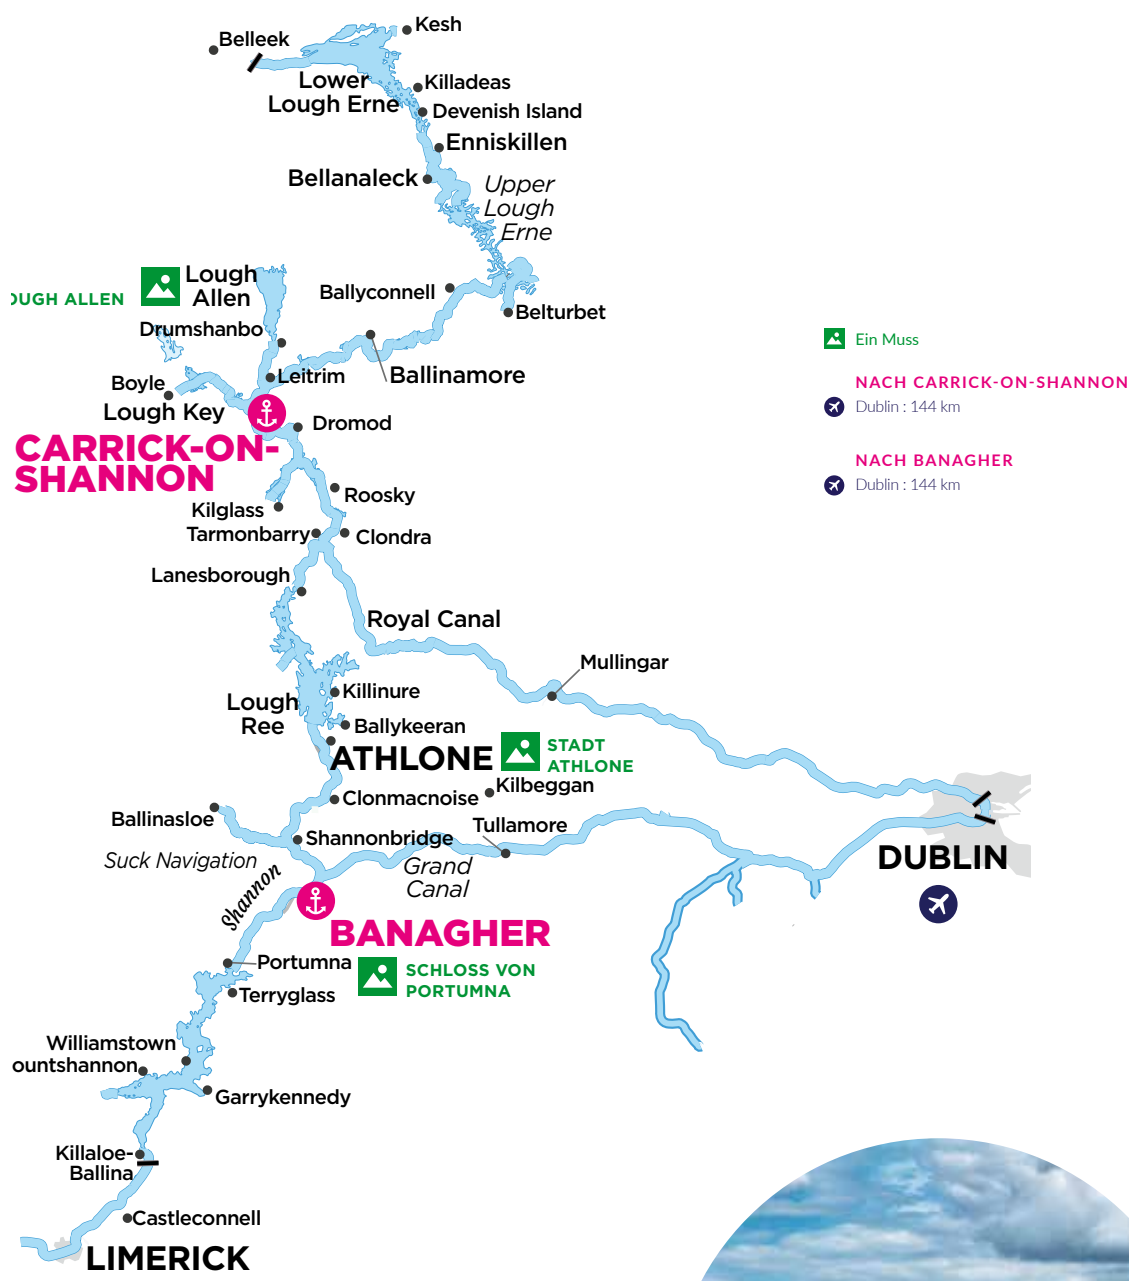 Kesh
Belleek
Lower
Lough Erne
Killadeas
Devenish Island
Enniskillen
Bellanaleck
Upper
Lough
Erne
OUGH ALLEN
Lough
Allen
Ballyconnell
Belturbet
Drumshanbo
Leitrim
Ballinamore
Boyle
Lough Key
Dromod
CARRICK-ON-
SHANNON
Roosky
Kilglass
Tarmonbarry
Clondra
Lanesborough
Royal Canal
Mullingar
Lough
Ree
Killinure
Ballykeeran
ATHLONE
STADT
ATHLONE
Clonmacnoise
Kilbeggan
Ballinasloe
Shannonbridge
Tullamore
Suck Navigation
Grand
Canal
DUBLIN
Shannon
BANAGHER
Portumna
SCHLOSS VON
PORTUMNA
Terryglass
Williamstown
ountshannon
Garrykennedy
Killaloe-
Ballina
Castleconnell
LIMERICK
Ein Muss
NACH CARRICK-ON-SHANNON
Dublin : 144 km
NACH BANAGHER
Dublin : 144 km